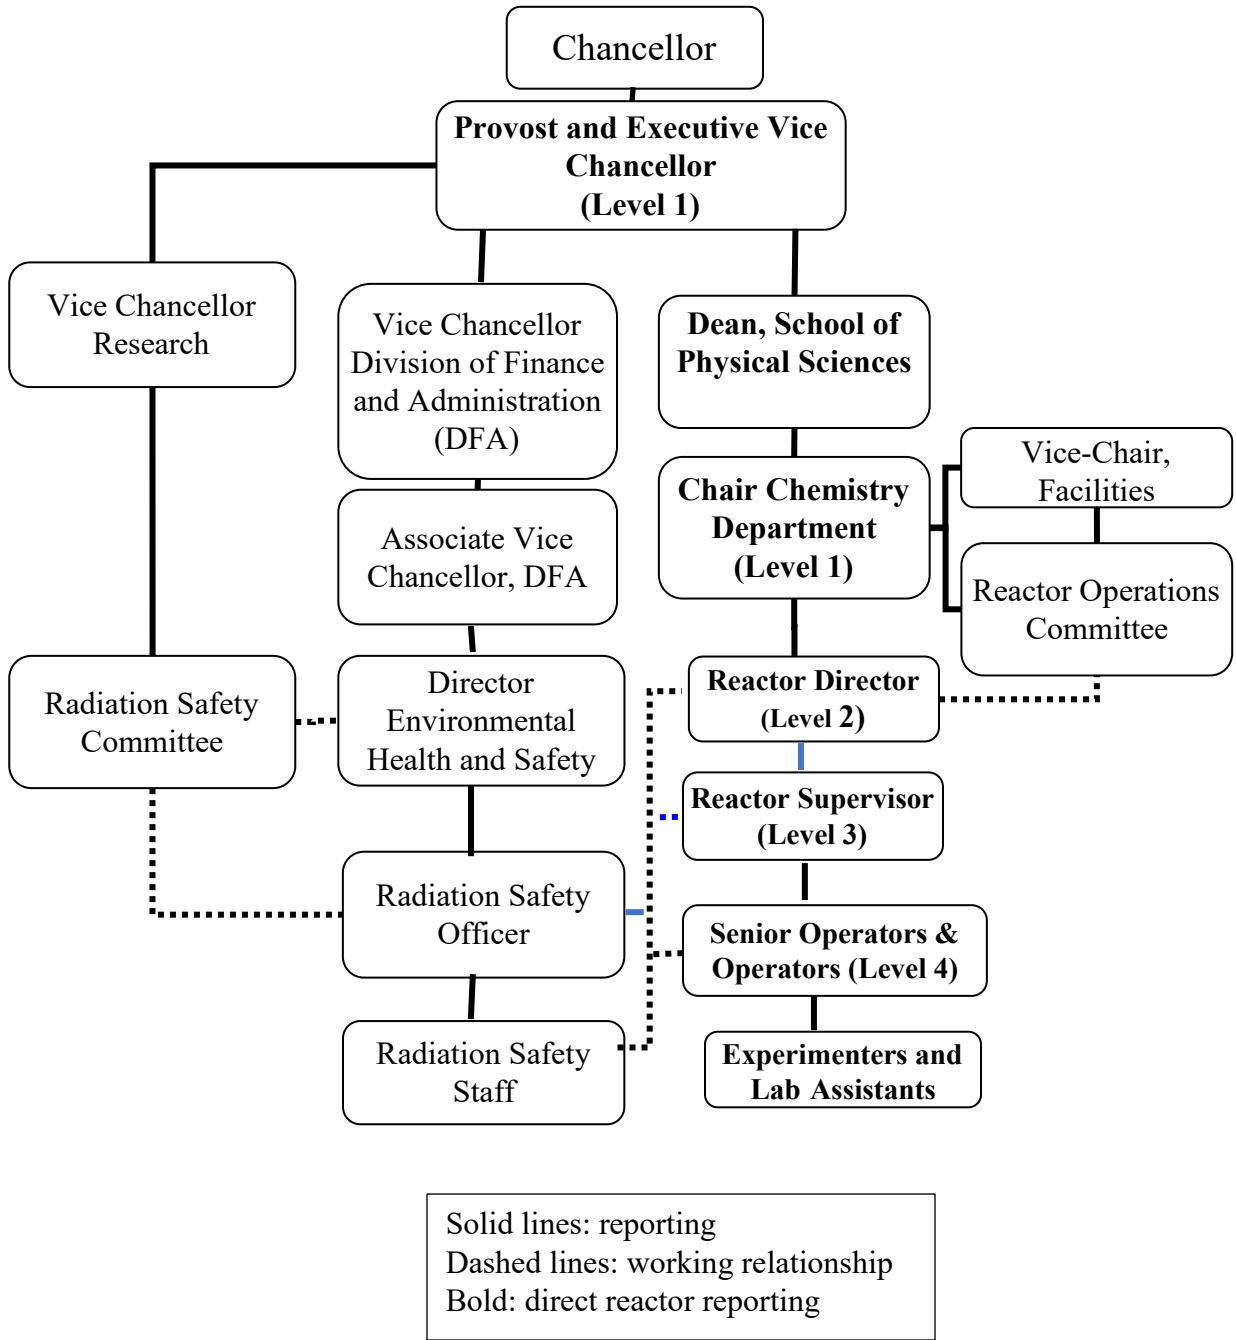 Chancellor
Provost and Executive Vice
Chancellor
(Level 1)
Vice Chancellor
Research
Vice Chancellor
Division of Finance
and Administration
(DFA)
Dean, School of
Physical Sciences
Associate Vice
Chancellor, DFA
Chair Chemistry
Department
(Level 1)
Vice-Chair,
Facilities
Reactor Operations
Committee
Radiation Safety
Committee
Director
Environmental
Health and Safety
Reactor Director
(Level 2)
Reactor Supervisor
(Level 3)
Radiation Safety
Officer
Senior Operators &
Operators (Level 4)
Radiation Safety
Staff
Experimenters and
Lab Assistants
Solid lines: reporting
Dashed lines: working relationship
Bold: direct reactor reporting